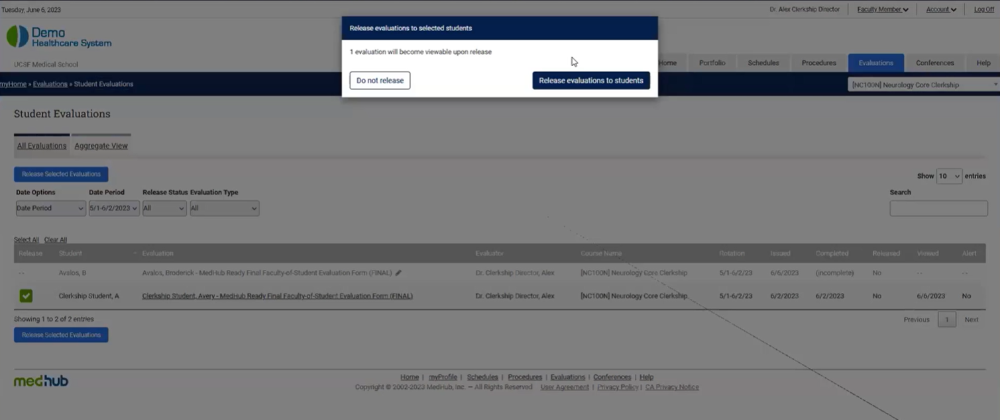 Tuesday, June 6, 2023
Dr. Alex Clerkship Director Faculty Member Account Log Off
Demo
Healthcare System
UCSF Medical School
Release evaluations to selected students
1 evaluation will become viewable upon release
Do not release Release evaluations to students
Home Portfolio Schedules Procedures Evaluations Conferences Help
myHome » Evaluations » Student Evaluations
[NC100N] Neurology Core Clerkship
Student Evaluations
All Evaluations Aggregate View
Release Selected Evaluations
Show 10 entries
Date Options Date Period Release Status Evaluation Type
Search
Date Period 5/1-6/2/2023 All All
Select All Clear All
Release Student Evaluation Evaluator Course Name Rotation Issued Completed Released Viewed Alert
-- Avalos, B Avalos, Broderick - MedHub Ready Final Faculty-of-Student Evaluation Form (FINAL) Dr. Clerkship Director, Alex [NC100N] Neurology Core Clerkship 5/1-6/2/23 6/6/2023 (incomplete) No -- --
Clerkship Student, A Clerkship Student, Avery - MedHub Ready Final Faculty-of-Student Evaluation Form (FINAL) Dr. Clerkship Director, Alex [NC100N] Neurology Core Clerkship 5/1-6/2/23 6/2/2023 6/2/2023 No 6/6/2023 No
Showing 1 to 2 of 2 entries
Previous 1 Next
Release Selected Evaluations
medhub
Home | myProfile | Schedules | Procedures | Evaluations | Conferences | Help
Copyright © 2002-2023 MedHub, Inc. — All Rights Reserved User Agreement | Privacy Policy | CA Privacy Notice